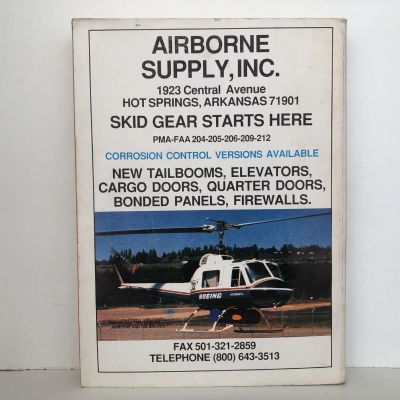 AIRBORNE
SUPPLY, INC.
1923 Central Avenue
HOT SPRINGS, ARKANSAS 71901
SKID GEAR STARTS HERE
PMA-FAA 204-205-206-209-212
CORROSION CONTROL VERSIONS AVAILABLE
NEW TAILBOOMS, ELEVATORS,
CARGO DOORS, QUARTER DOORS,
BONDED PANELS, FIREWALLS.
BOEING
FAX 501-321-2859
TELEPHONE (800) 643-3513